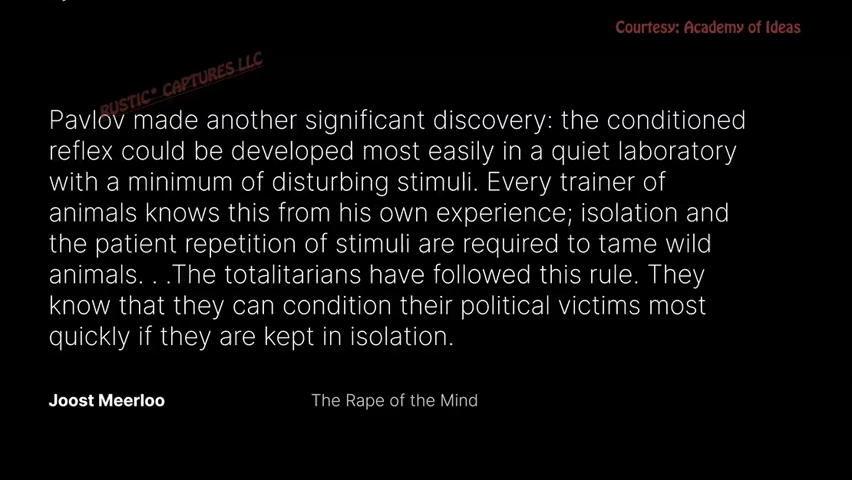 Courtesy: Academy of Ideas
RUSTIC* CAPTURES LLC
Pavlov made another significant discovery: the conditioned
reflex could be developed most easily in a quiet laboratory
with a minimum of disturbing stimuli. Every trainer of
animals knows this from his own experience; isolation and
the patient repetition of stimuli are required to tame wild
animals. . .The totalitarians have followed this rule. They
know that they can condition their political victims most
quickly if they are kept in isolation.
Joost Meerloo The Rape of the Mind